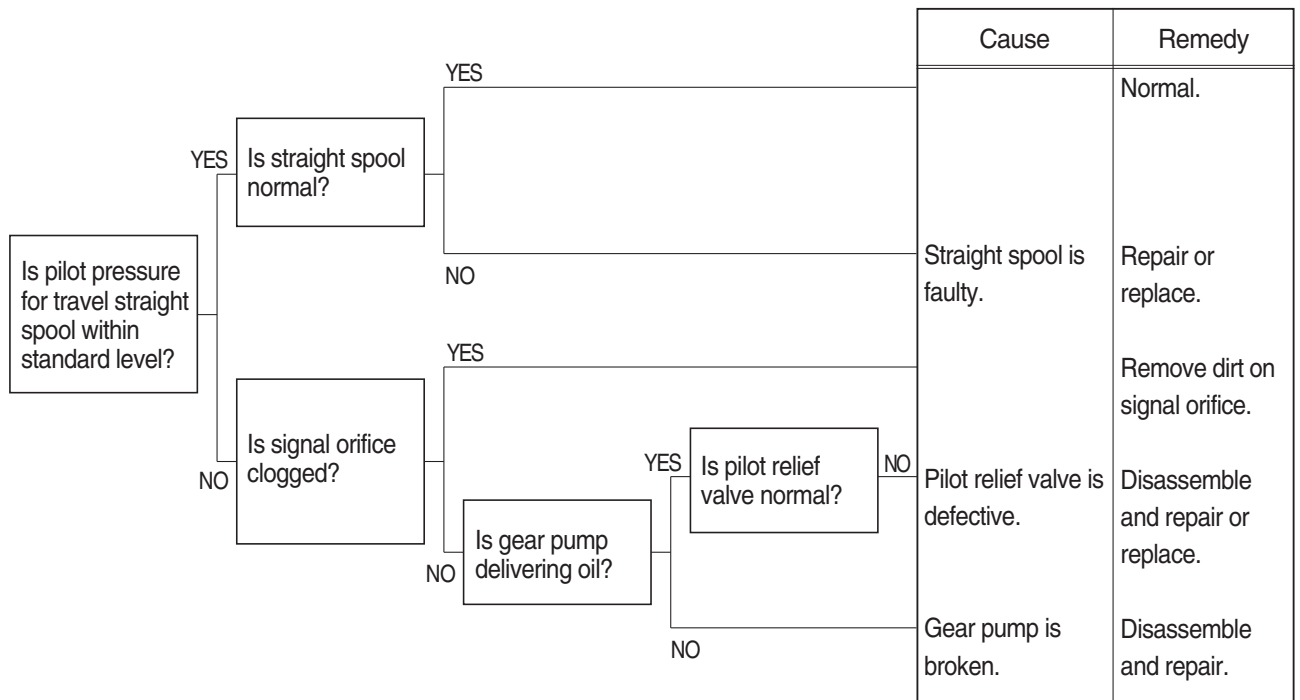 Cause
Remedy
YES
Normal.
YES
Is straight spool
normal?
NO
Straight spool is
faulty.
Repair or
replace.
Is pilot pressure
for travel straight
spool within
standard level?
YES
Remove dirt on
signal orifice.
NO
Is signal orifice
clogged?
YES
Is pilot relief
valve normal?
NO
Pilot relief valve is
defective.
Disassemble
and repair or
replace.
NO
Is gear pump
delivering oil?
NO
Gear pump is
broken.
Disassemble
and repair.